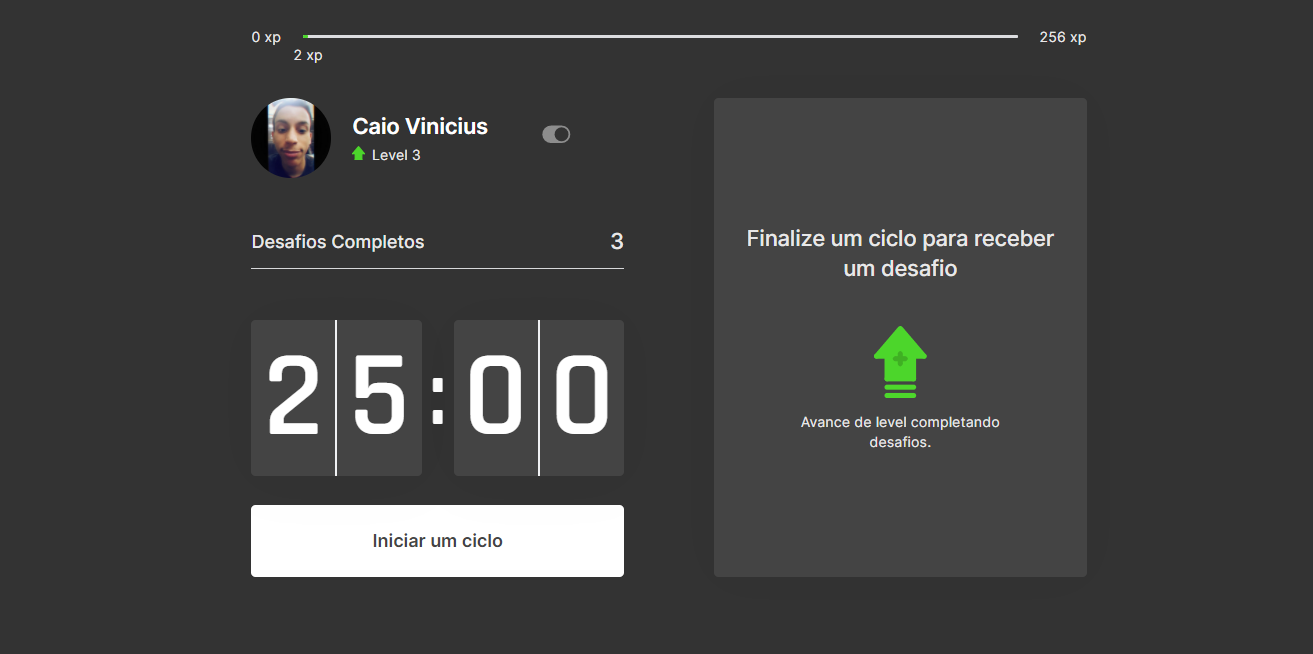 0 xp
256 xp
2 xp
Caio Vinicius
Level 3
Desafios Completos
3
25:00
Iniciar um ciclo
Finalize um ciclo para receber
um desafio
Avance de level completando
desafios.